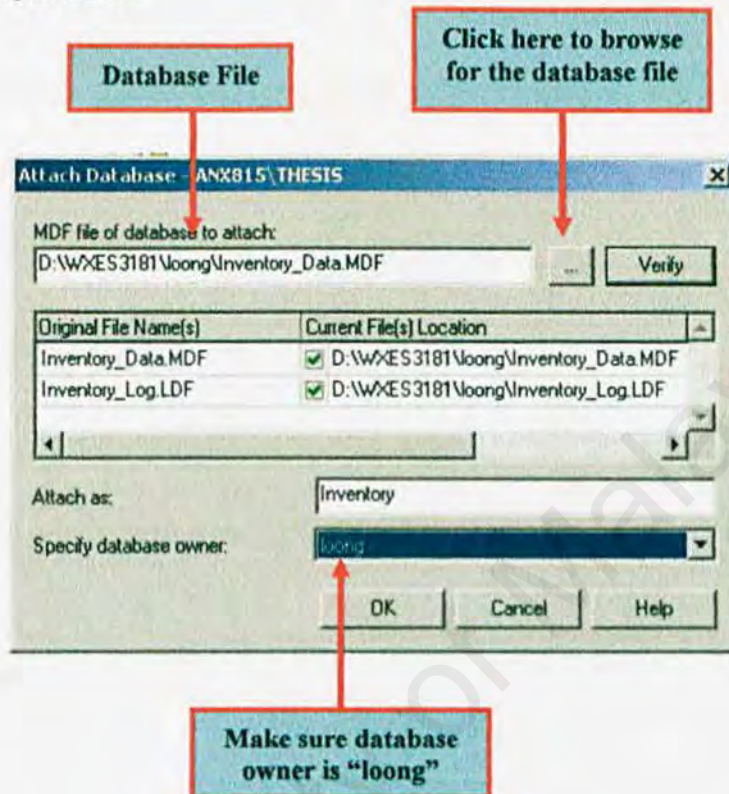 Database File
Click here to browse
for the database file
Attach Database - ANX815\THESIS
MDF file of database to attach:
D:\WXES3181\loong\Inventory_Data.MDF
...
Verify
Original File Name(s) Current File(s) Location
Inventory_Data.MDF D:\WXES3181\loong\Inventory_Data.MDF
Inventory_Log.LDF D:\WXES3181\loong\Inventory_Log.LDF
Attach as: Inventory
Specify database owner: loong
OK Cancel Help
Make sure database
owner is "loong"